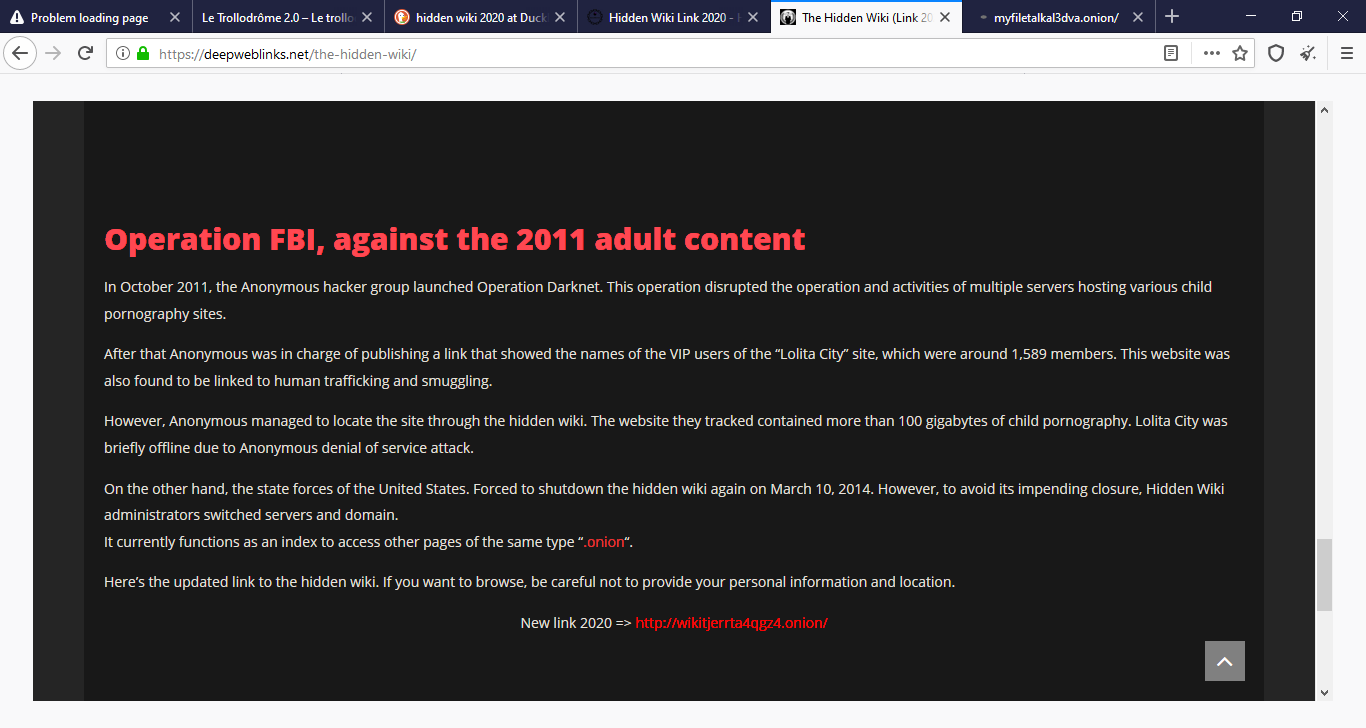 Problem loading page
Le Trollodrôme 2.0 – Le trollo
hidden wiki 2020 at Duck
Hidden Wiki Link 2020 -
The Hidden Wiki (Link 20
myfiletalkal3dva.onion/
https://deepweblinks.net/the-hidden-wiki/
Operation FBI, against the 2011 adult content
In October 2011, the Anonymous hacker group launched Operation Darknet. This operation disrupted the operation and activities of multiple servers hosting various child
pornography sites.
After that Anonymous was in charge of publishing a link that showed the names of the VIP users of the “Lolita City” site, which were around 1,589 members. This website was
also found to be linked to human trafficking and smuggling.
However, Anonymous managed to locate the site through the hidden wiki. The website they tracked contained more than 100 gigabytes of child pornography. Lolita City was
briefly offline due to Anonymous denial of service attack.
On the other hand, the state forces of the United States. Forced to shutdown the hidden wiki again on March 10, 2014. However, to avoid its impending closure, Hidden Wiki
administrators switched servers and domain.
It currently functions as an index to access other pages of the same type “.onion“.
Here’s the updated link to the hidden wiki. If you want to browse, be careful not to provide your personal information and location.
New link 2020 => http://wikitjerrta4qgz4.onion/